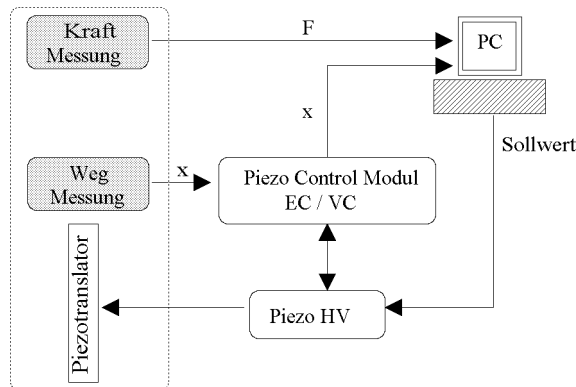 Kraft
Messung
F
PC
x
Sollwert
Weg
Messung
x
Piezo Control Modul
EC / VC
Piezotranslator
Piezo HV